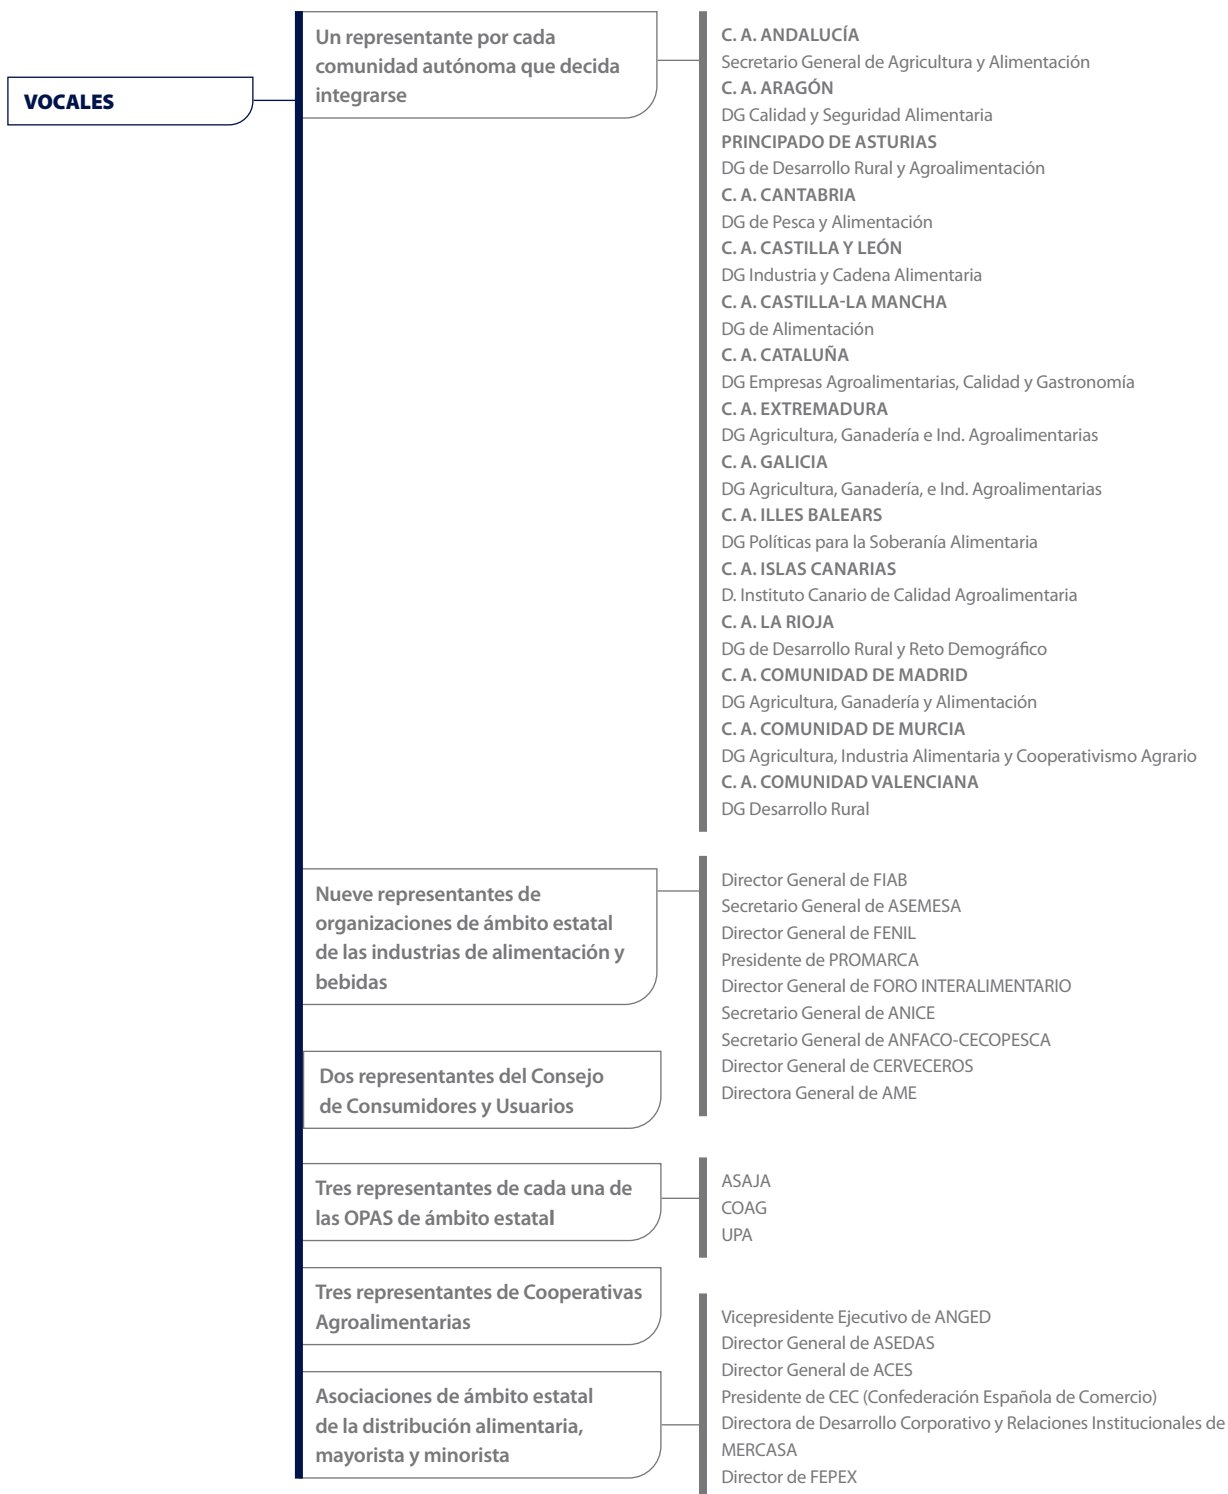 VOCALES
Un representante por cada
comunidad autónoma que decida
integrarse
C. A. ANDALUCÍA
Secretario General de Agricultura y Alimentación
C. A. ARAGÓN
DG Calidad y Seguridad Alimentaria
PRINCIPADO DE ASTURIAS
DG de Desarrollo Rural y Agroalimentación
C. A. CANTABRIA
DG de Pesca y Alimentación
C. A. CASTILLA Y LEÓN
DG Industria y Cadena Alimentaria
C. A. CASTILLA-LA MANCHA
DG de Alimentación
C. A. CATALUÑA
DG Empresas Agroalimentarias, Calidad y Gastronomía
C. A. EXTREMADURA
DG Agricultura, Ganadería e Ind. Agroalimentarias
C. A. GALICIA
DG Agricultura, Ganadería, e Ind. Agroalimentarias
C. A. ILLES BALEARS
DG Políticas para la Soberanía Alimentaria
C. A. ISLAS CANARIAS
D. Instituto Canario de Calidad Agroalimentaria
C. A. LA RIOJA
DG de Desarrollo Rural y Reto Demográfico
C. A. COMUNIDAD DE MADRID
DG Agricultura, Ganadería y Alimentación
C. A. COMUNIDAD DE MURCIA
DG Agricultura, Industria Alimentaria y Cooperativismo Agrario
C. A. COMUNIDAD VALENCIANA
DG Desarrollo Rural
Nueve representantes de
organizaciones de ámbito estatal
de las industrias de alimentación y
bebidas
Director General de FIAB
Secretario General de ASEMESA
Director General de FENIL
Presidente de PROMARCA
Director General de FORO INTERALIMENTARIO
Secretario General de ANICE
Secretario General de ANFACO-CECOPESCA
Director General de CERVECEROS
Directora General de AME
Dos representantes del Consejo
de Consumidores y Usuarios
Tres representantes de cada una de
las OPAS de ámbito estatal
ASAJA
COAG
UPA
Tres representantes de Cooperativas
Agroalimentarias
Asociaciones de ámbito estatal
de la distribución alimentaria,
mayorista y minorista
Vicepresidente Ejecutivo de ANGED
Director General de ASEDAS
Director General de ACES
Presidente de CEC (Confederación Española de Comercio)
Directora de Desarrollo Corporativo y Relaciones Institucionales de
MERCASA
Director de FEPEX